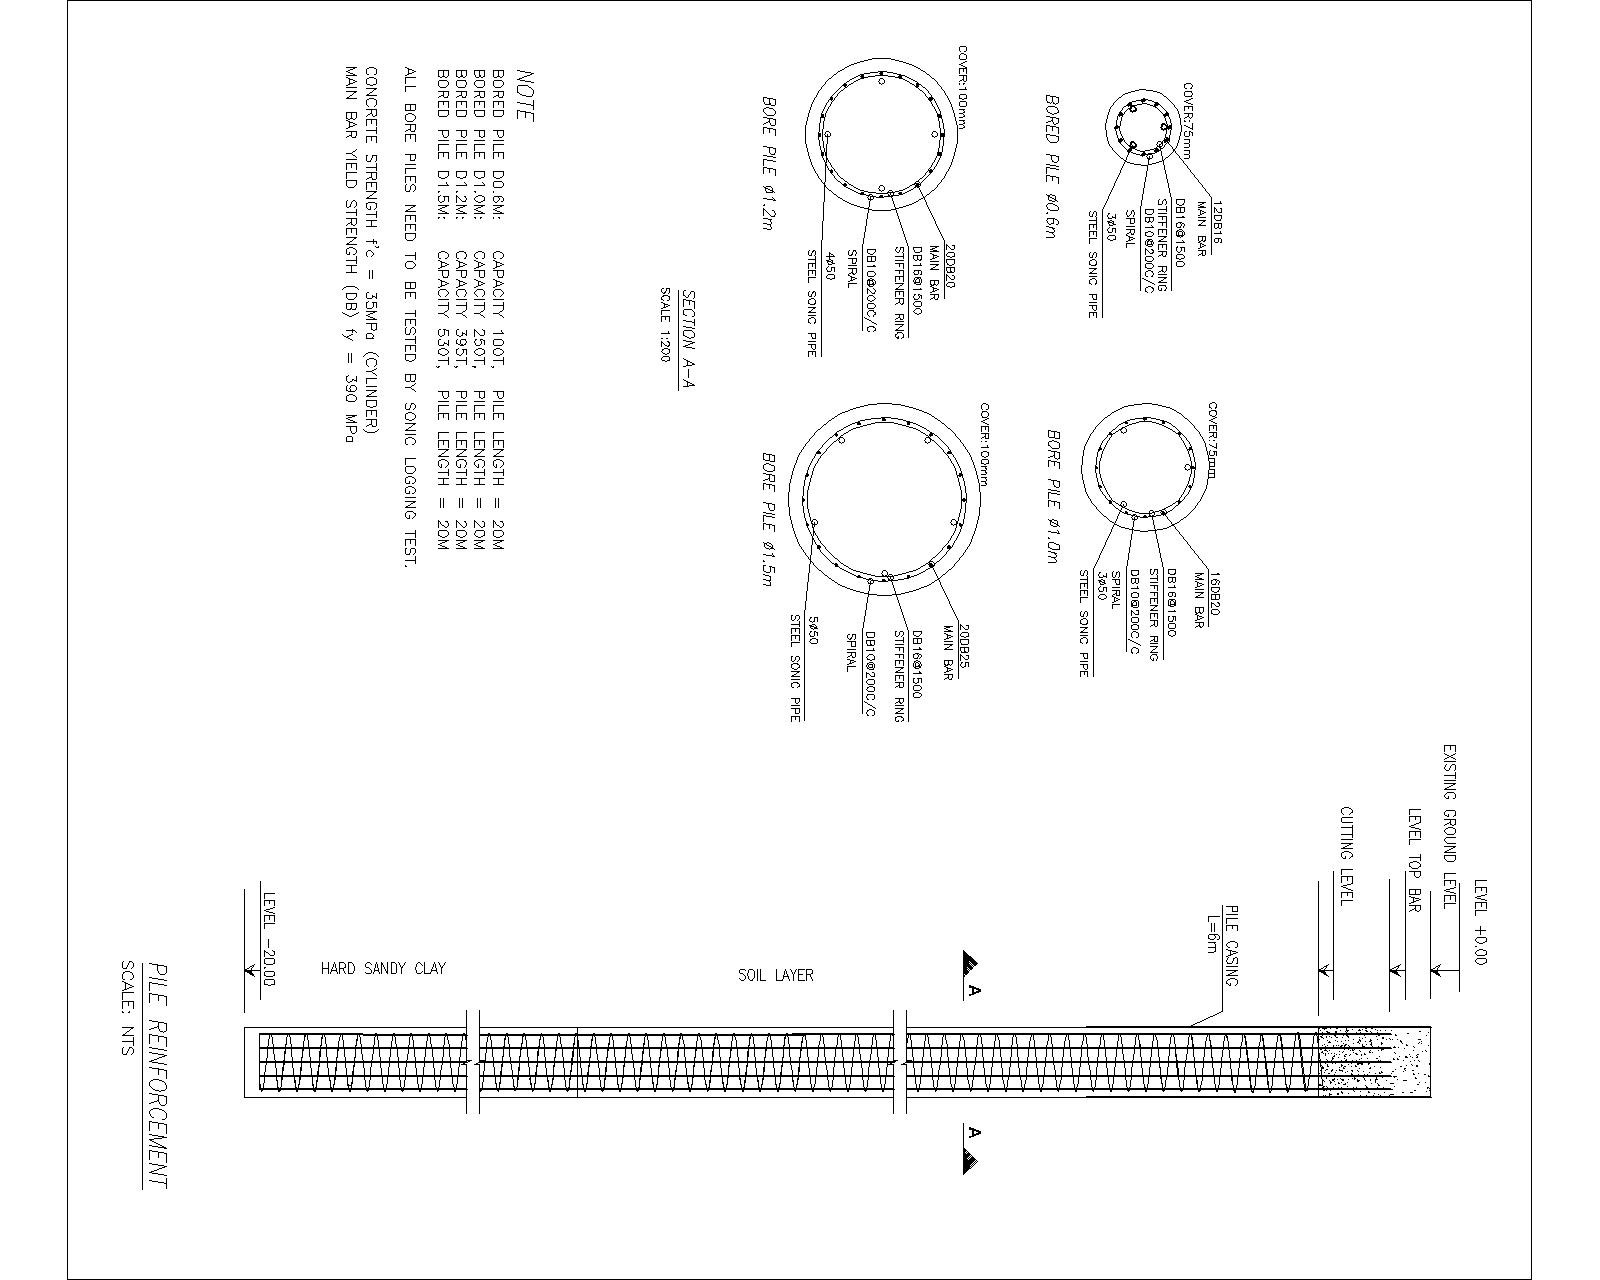 LEVEL +0.00
EXISTING GROUND LEVEL
LEVEL TOP BAR
CUTTING LEVEL
PILE CASING
L=6m
A
A
SOIL LAYER
HARD SANDY CLAY
LEVEL -20.00
PILE REINFORCEMENT
SCALE: NTS
COVER:75mm
12DB16
MAIN BAR
DB16@1500
STIFFENER RING
DB10@200C/C
SPIRAL
3ø50
STEEL SONIC PIPE
BORED PILE ø0.6m
COVER:75mm
16DB20
MAIN BAR
DB16@1500
STIFFENER RING
DB10@200C/C
SPIRAL
3ø50
STEEL SONIC PIPE
BORE PILE ø1.0m
COVER:100mm
20DB20
MAIN BAR
DB16@1500
STIFFENER RING
DB10@200C/C
SPIRAL
4ø50
STEEL SONIC PIPE
BORE PILE ø1.2m
COVER:100mm
20DB25
MAIN BAR
DB16@1500
STIFFENER RING
DB10@200C/C
SPIRAL
5ø50
STEEL SONIC PIPE
BORE PILE ø1.5m
SECTION A-A
SCALE 1:200
NOTE
BORED PILE D0.6M: CAPACITY 100T, PILE LENGTH = 20M
BORED PILE D1.0M: CAPACITY 250T, PILE LENGTH = 20M
BORED PILE D1.2M: CAPACITY 395T, PILE LENGTH = 20M
BORED PILE D1.5M: CAPACITY 530T, PILE LENGTH = 20M
ALL BORE PILES NEED TO BE TESTED BY SONIC LOGGING TEST.
CONCRETE STRENGTH f'c = 35MPa (CYLINDER)
MAIN BAR YIELD STRENGTH (DB) fy = 390 MPa